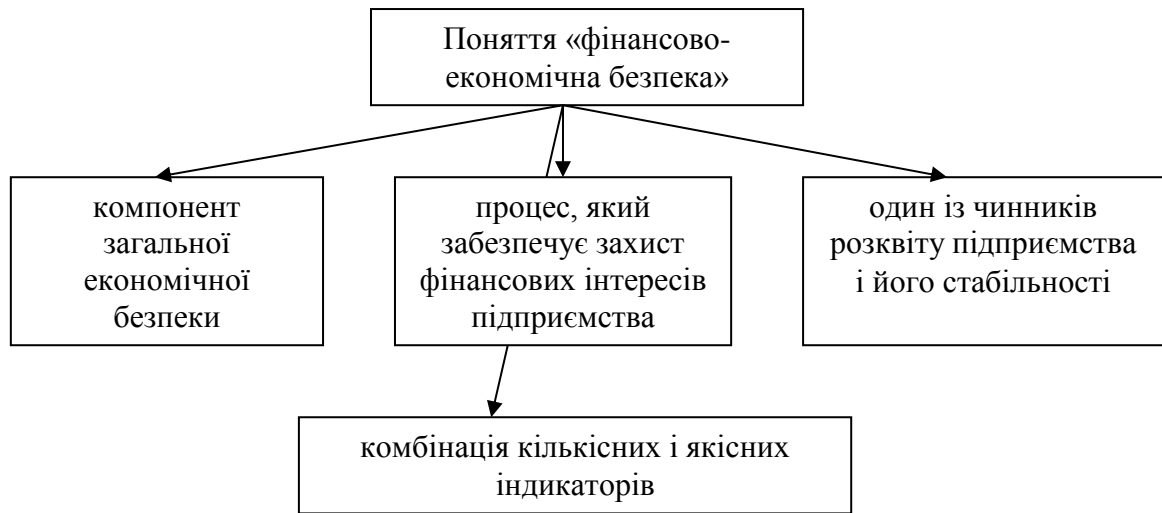 Поняття «фінансово-
економічна безпека»
компонент
загальної
економічної
безпеки
процес, який
забезпечує захист
фінансових інтересів
підприємства
один із чинників
розквіту підприємства
і його стабільності
комбінація кількісних і якісних
індикаторів